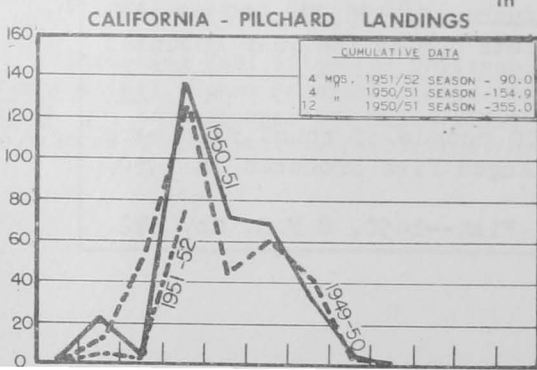 In
CALIFORNIA - PILCHARD LANDINGS
160
140
120
100
80
60
40
20
0
CUMULATIVE DATA
4 MOS. 1951/52 SEASON - 90.0
4 " 1950/51 SEASON -154.9
12 1950/51 SEASON -355.0
1950-51
1951-52
1949-50